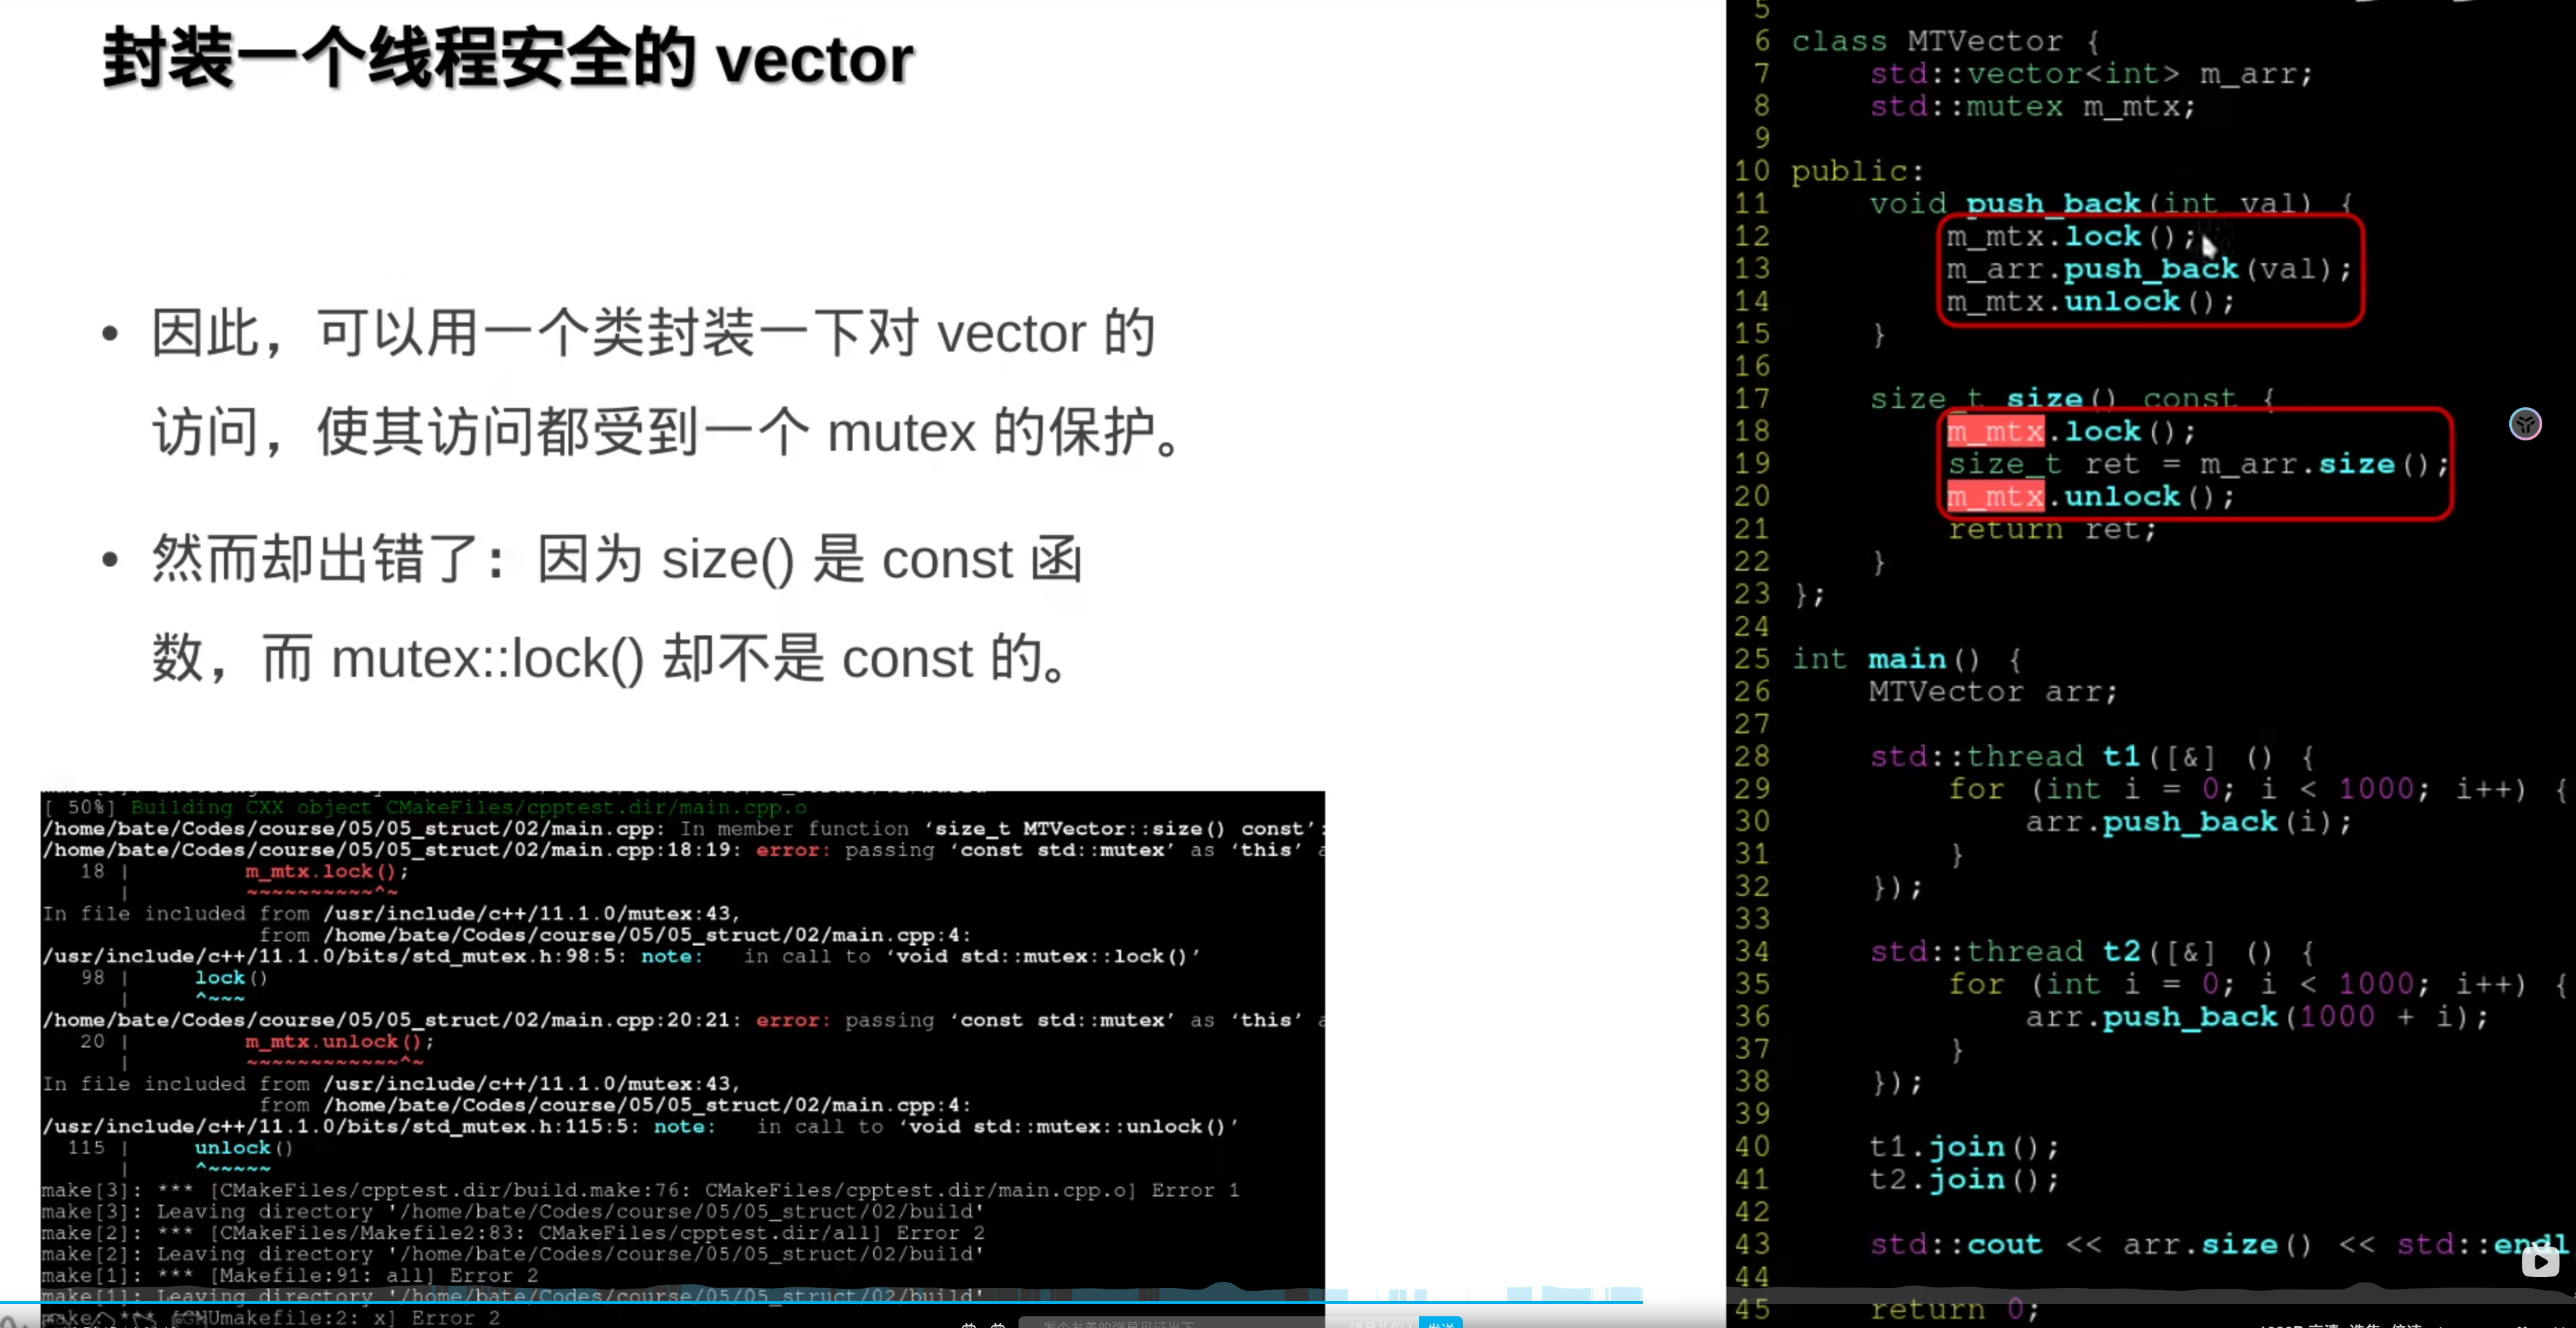 封装一个线程安全的 vector
• 因此，可以用一个类封装一下对 vector 的
访问，使其访问都受到一个 mutex 的保护。
• 然而却出错了：因为 size() 是 const 函
数，而 mutex::lock() 却不是 const 的。
[ 50%] Building CXX object CMakeFiles/cpptest.dir/main.cpp.o
/home/bate/Codes/course/05/05_struct/02/main.cpp: In member function ‘size_t MTVector::size() const’:
/home/bate/Codes/course/05/05_struct/02/main.cpp:18:19: error: passing ‘const std::mutex’ as ‘this’
18 | m_mtx.lock();
| ~~~~~~~~~~^~
In file included from /usr/include/c++/11.1.0/mutex:43,
from /home/bate/Codes/course/05/05_struct/02/main.cpp:4:
/usr/include/c++/11.1.0/bits/std_mutex.h:98:5: note: in call to ‘void std::mutex::lock()’
98 | lock()
| ^~~~
/home/bate/Codes/course/05/05_struct/02/main.cpp:20:21: error: passing ‘const std::mutex’ as ‘this’
20 | m_mtx.unlock();
| ~~~~~~~~~~~~^~
In file included from /usr/include/c++/11.1.0/mutex:43,
from /home/bate/Codes/course/05/05_struct/02/main.cpp:4:
/usr/include/c++/11.1.0/bits/std_mutex.h:115:5: note: in call to ‘void std::mutex::unlock()’
115 | unlock()
| ^~~~~~
make[3]: *** [CMakeFiles/cpptest.dir/build.make:76: CMakeFiles/cpptest.dir/main.cpp.o] Error 1
make[3]: Leaving directory '/home/bate/Codes/course/05/05_struct/02/build'
make[2]: *** [CMakeFiles/Makefile2:83: CMakeFiles/cpptest.dir/all] Error 2
make[2]: Leaving directory '/home/bate/Codes/course/05/05_struct/02/build'
make[1]: *** [Makefile:91: all] Error 2
make[1]: Leaving directory '/home/bate/Codes/course/05/05_struct/02/build'
make: *** [GNUmakefile:2: x] Error 2
发送
5
6 class MTVector {
7 std::vector<int> m_arr;
8 std::mutex m_mtx;
9
10 public:
11 void push_back(int val) {
12 m_mtx.lock();
13 m_arr.push_back(val);
14 m_mtx.unlock();
15 }
16
17 size_t size() const {
18 m_mtx.lock();
19 size_t ret = m_arr.size();
20 m_mtx.unlock();
21 return ret;
22 }
23 };
24
25 int main() {
26 MTVector arr;
27
28 std::thread t1([&] () {
29 for (int i = 0; i < 1000; i++) {
30 arr.push_back(i);
31 }
32 });
33
34 std::thread t2([&] () {
35 for (int i = 0; i < 1000; i++) {
36 arr.push_back(1000 + i);
37 }
38 });
39
40 t1.join();
41 t2.join();
42
43 std::cout << arr.size() << std::endl
44
45 return 0;